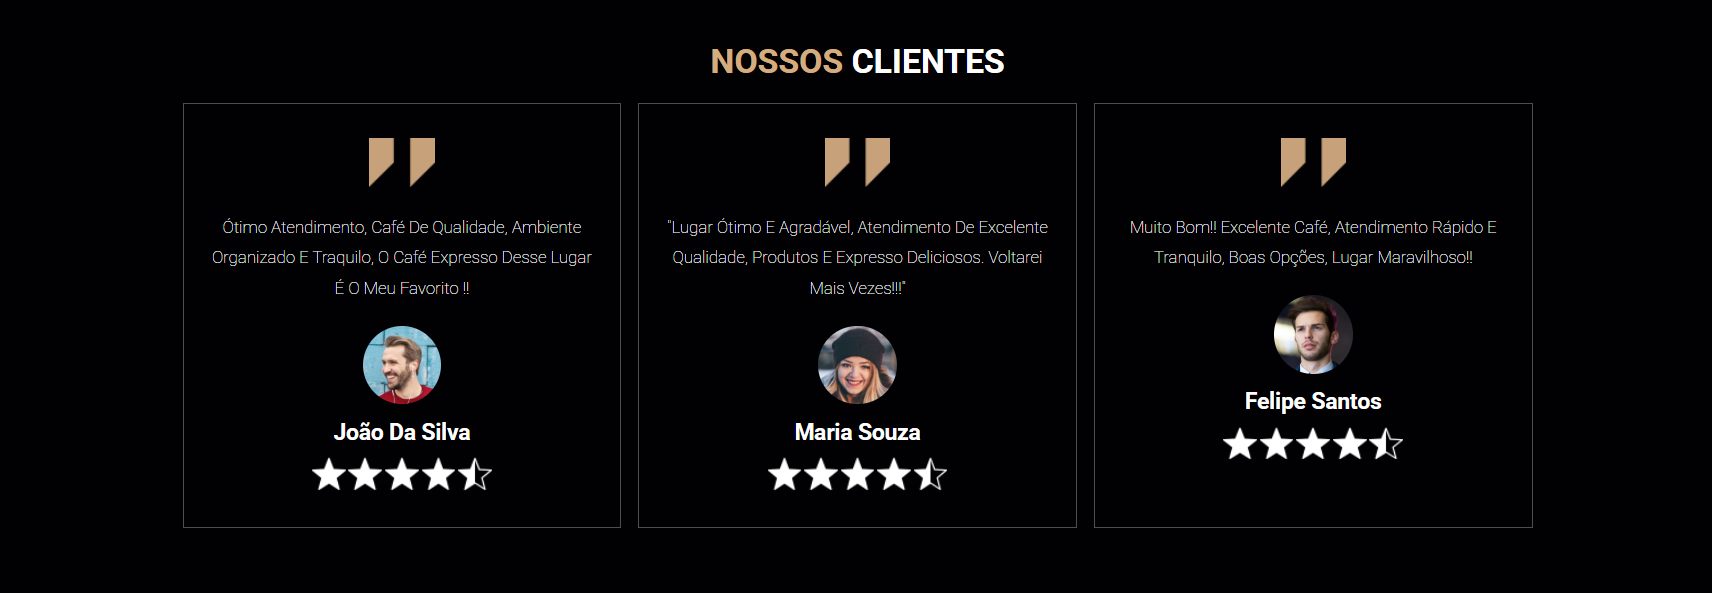 NOSSOS CLIENTES
Ótimo Atendimento, Café De Qualidade, Ambiente
Organizado E Traquilo, O Café Expresso Desse Lugar
É O Meu Favorito !!
João Da Silva
"Lugar Ótimo E Agradável, Atendimento De Excelente
Qualidade, Produtos E Expresso Deliciosos. Voltarei
Mais Vezes!!!"
Maria Souza
Muito Bom!! Excelente Café, Atendimento Rápido E
Tranquilo, Boas Opções, Lugar Maravilhoso!!
Felipe Santos